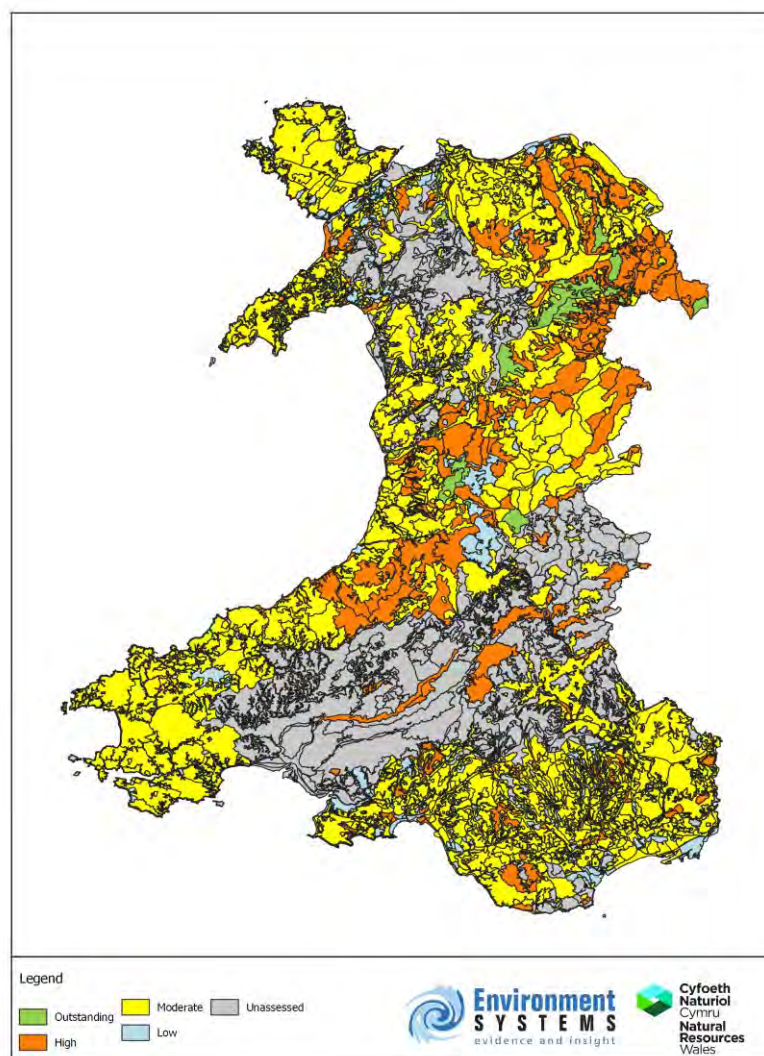 Legend
Outstanding
High
Moderate
Low
Unassessed
Environment
SYSTEMS
evidence and insight
Cyfoeth
Naturiol
Cymru
Natural
Resources
Wales